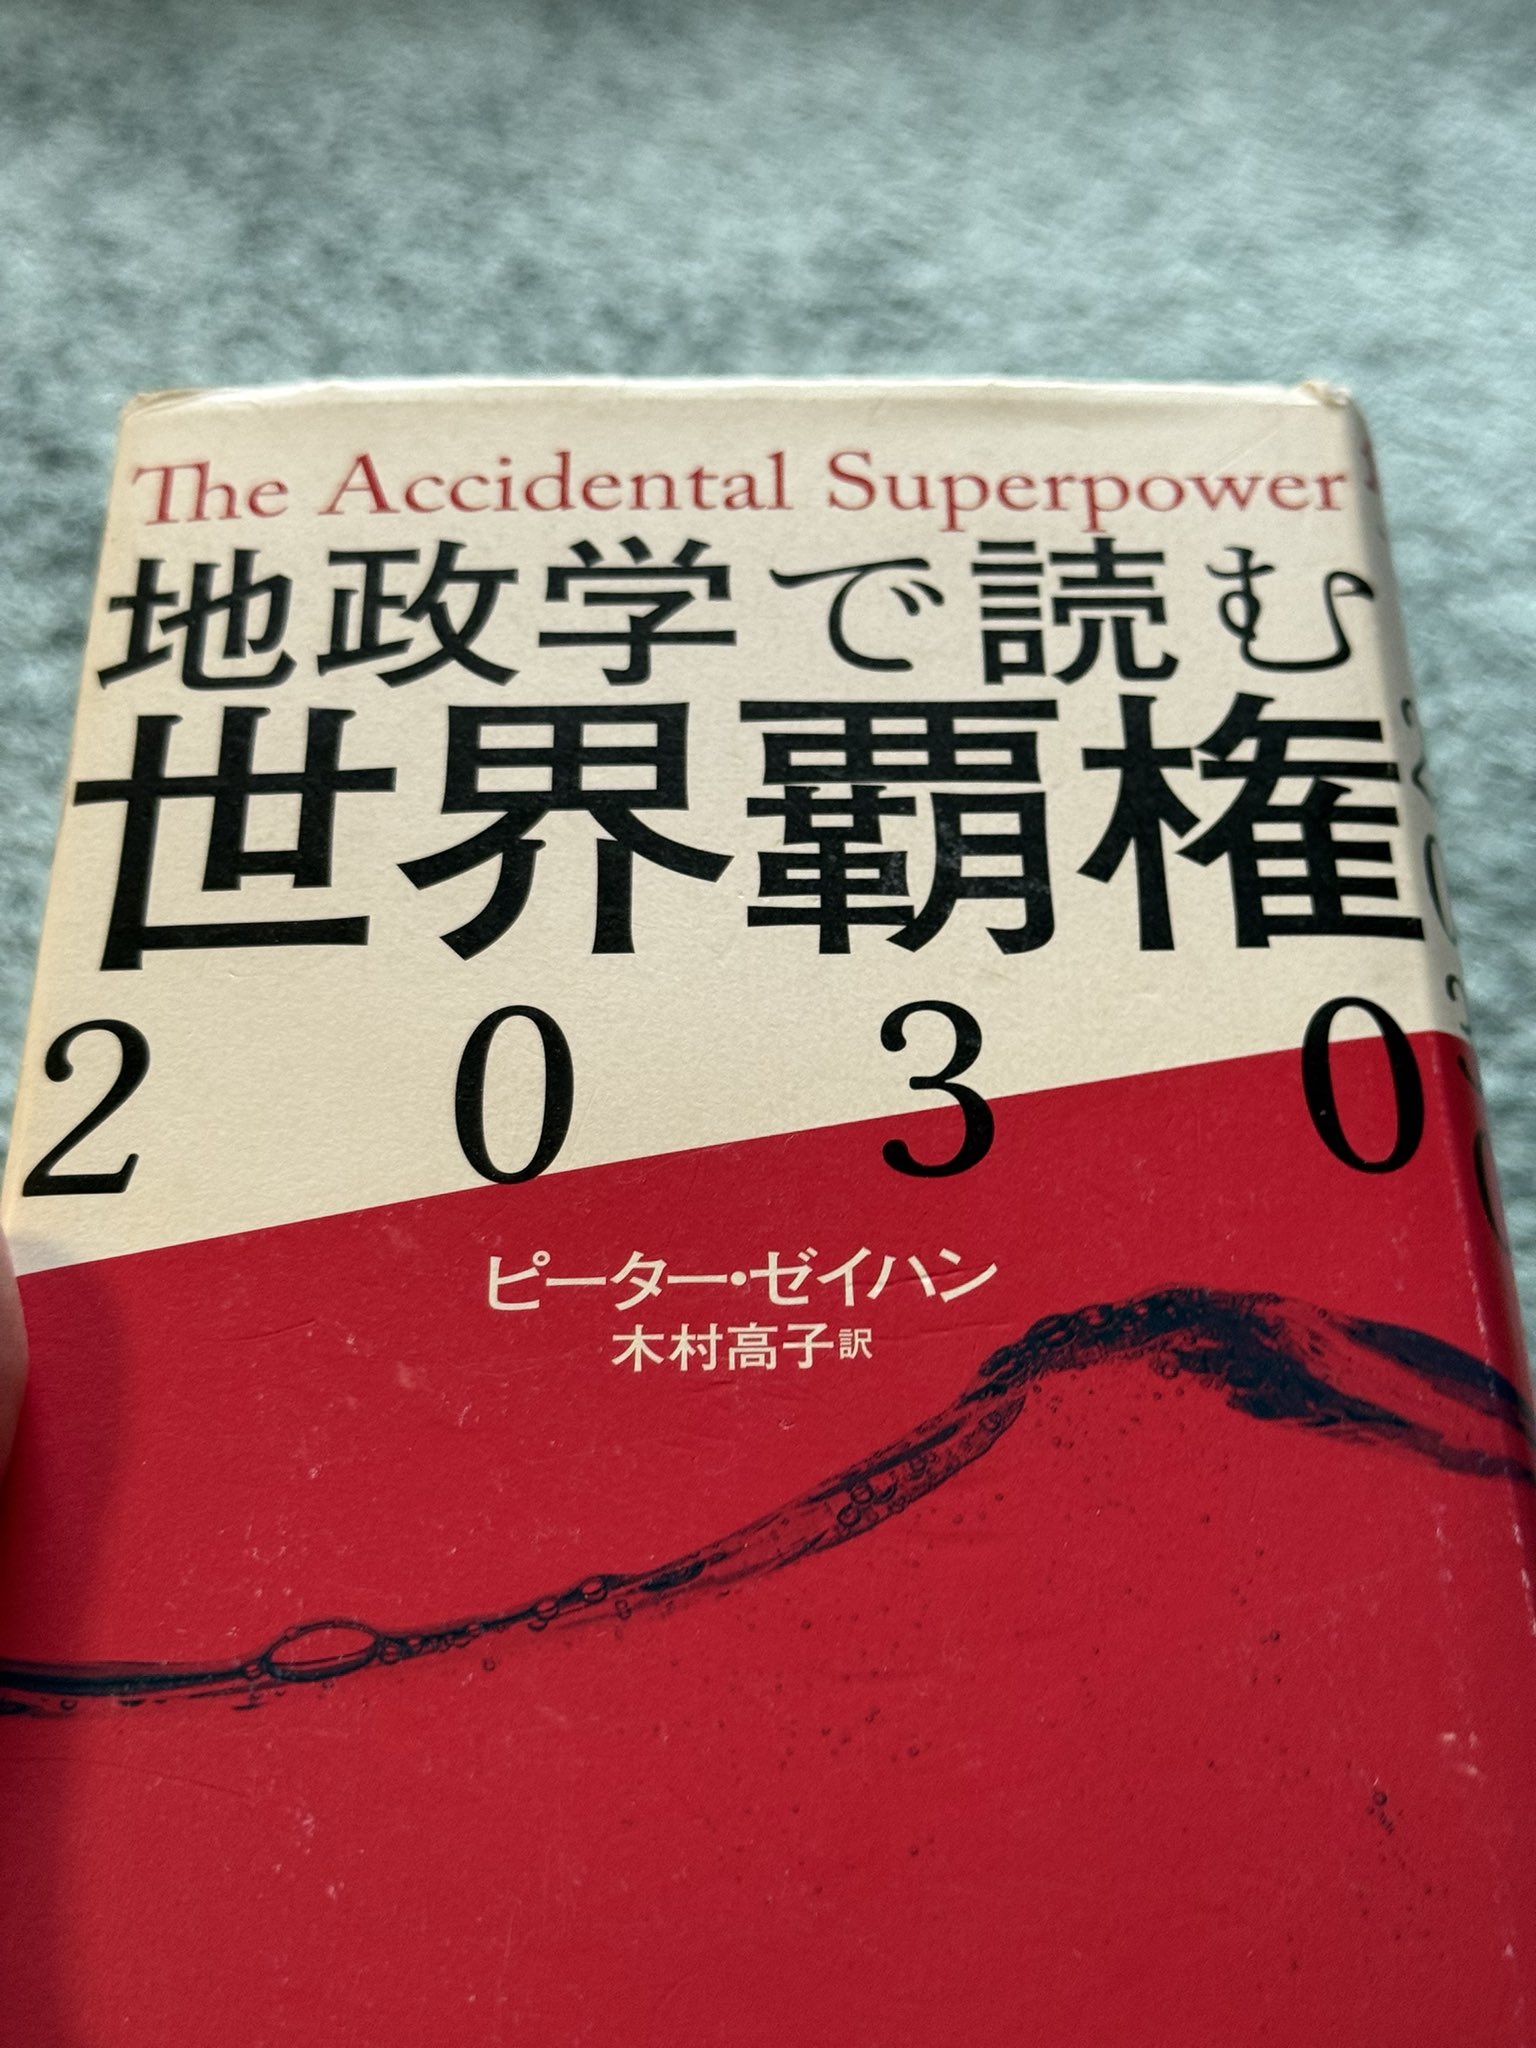 The Accidental Superpower
地政学で読む
世界覇権
2030
ピーター・ゼイハン
木村高子訳